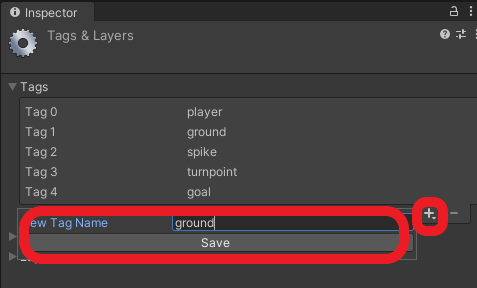 Inspector
Tags & Layers
Tags
Tag 0 player
Tag 1 ground
Tag 2 spike
Tag 3 turnpoint
Tag 4 goal
ew Tag Name ground
Save